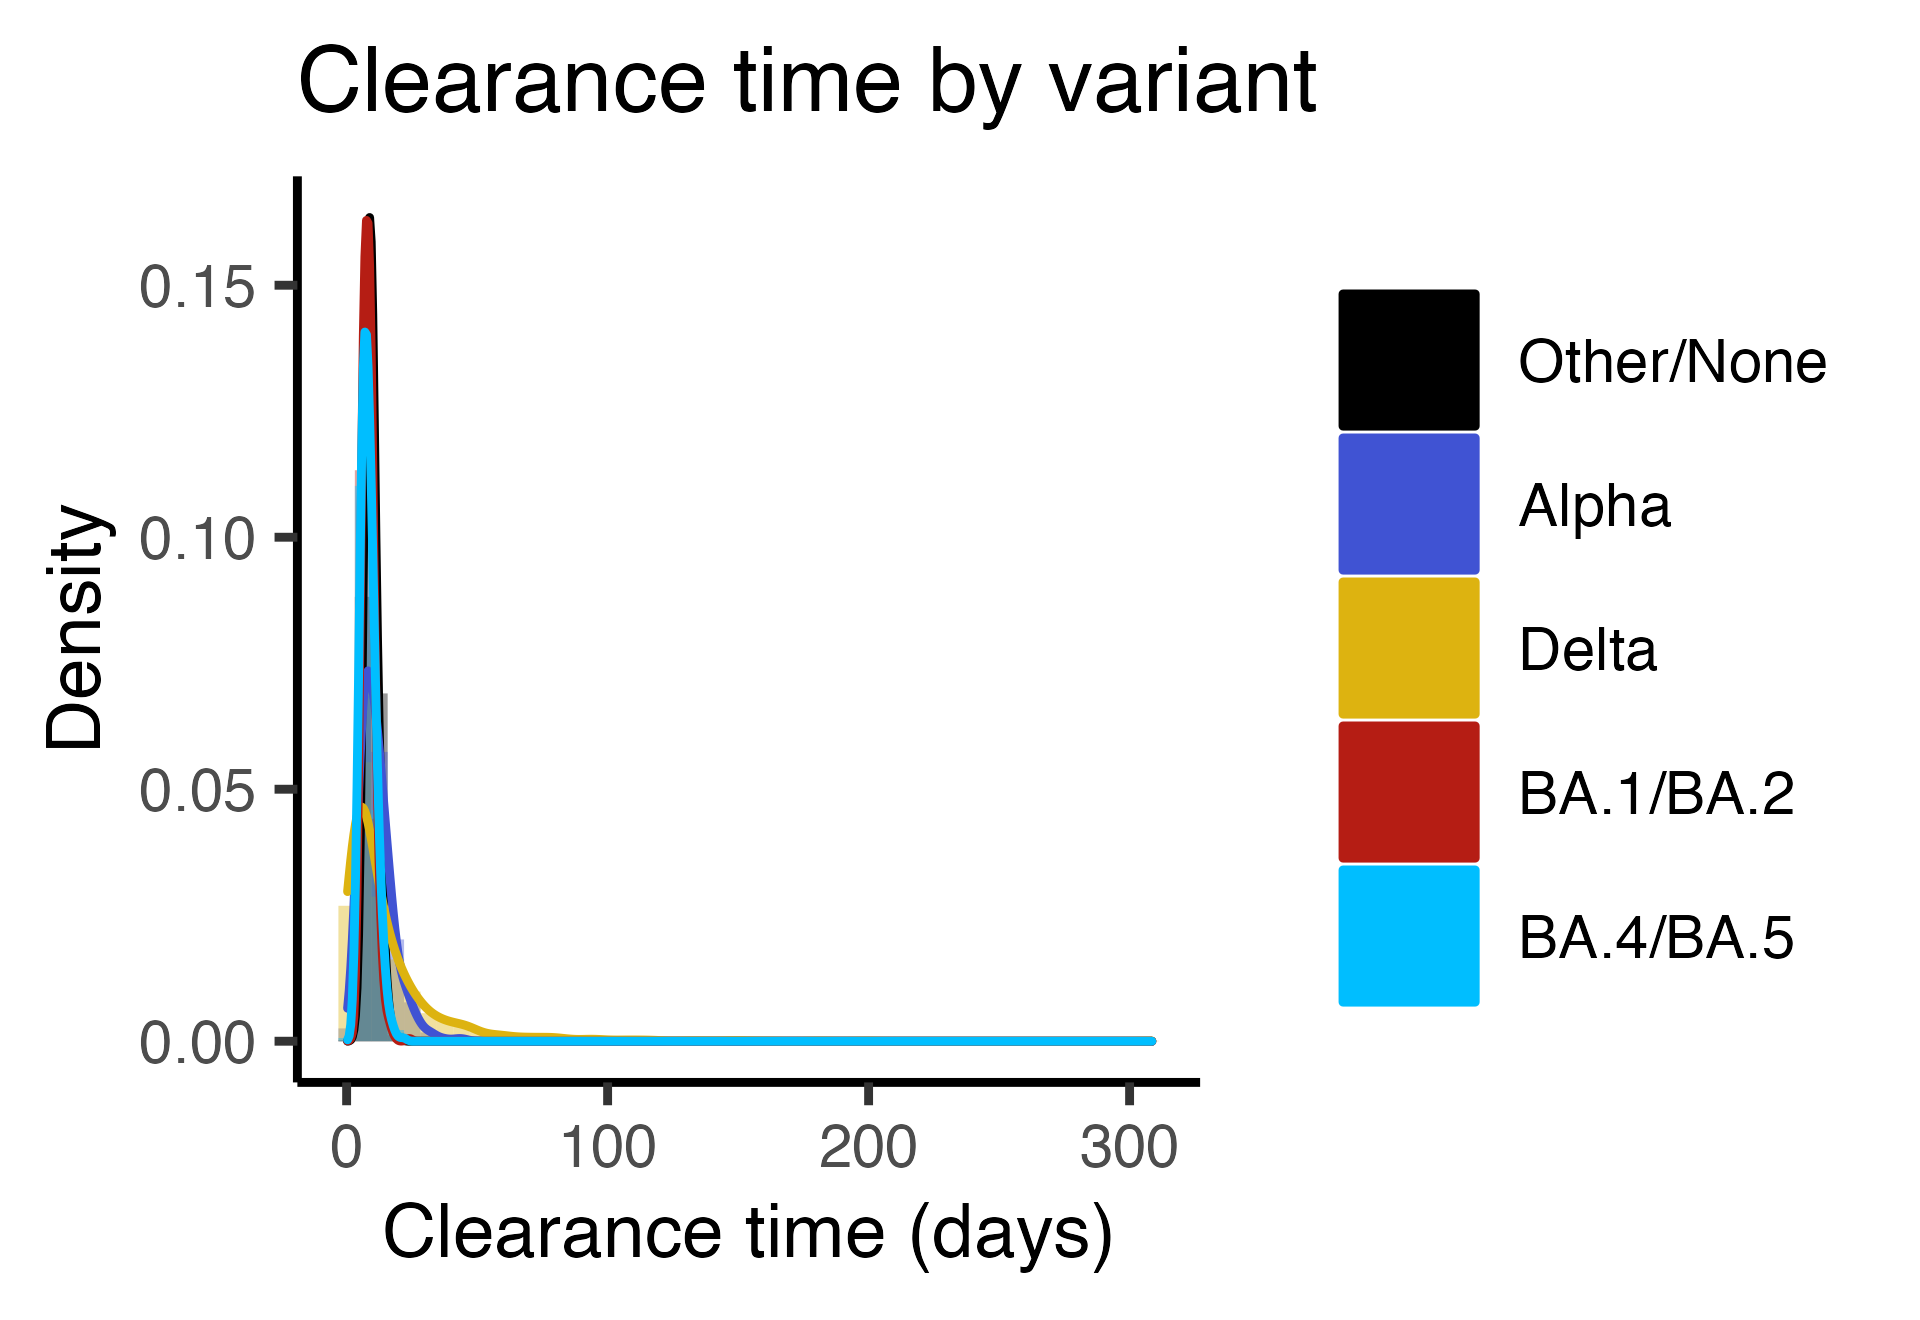 Clearance time by variant
Density
0.15
0.10
0.05
0.00
0
100
200
300
Clearance time (days)
Other/None
Alpha
Delta
BA.1/BA.2
BA.4/BA.5